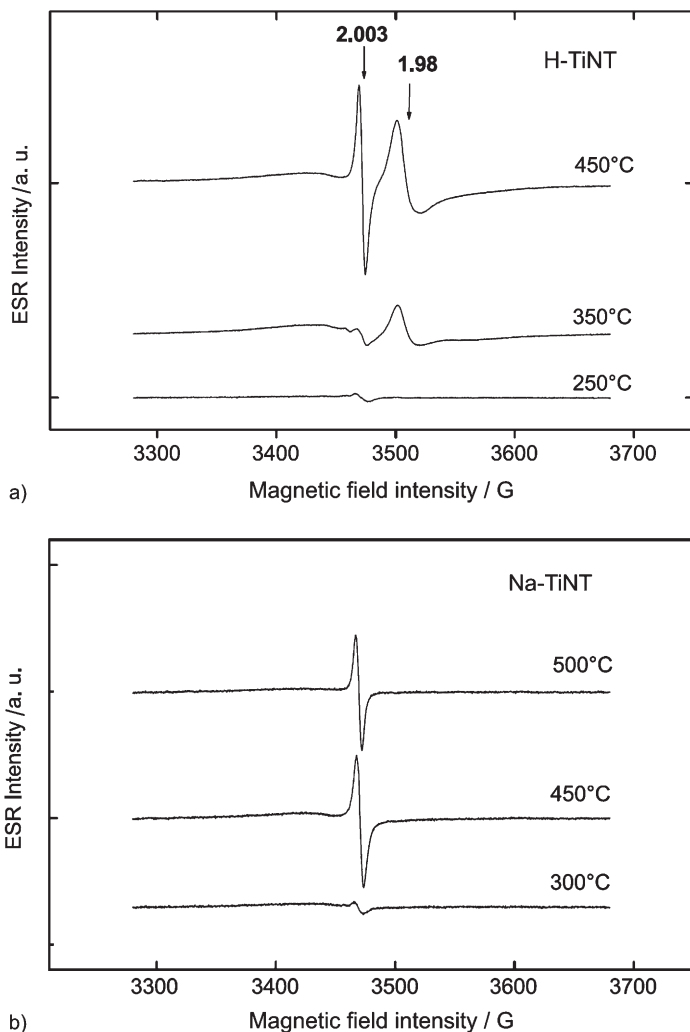 2.003
1.98
H-TiNT
450°C
350°C
250°C
ESR Intensity /a. u.
3300 3400 3500 3600 3700
Magnetic field intensity / G
a)
Na-TiNT
500°C
450°C
300°C
ESR Intensity /a. u.
3300 3400 3500 3600 3700
Magnetic field intensity / G
b)